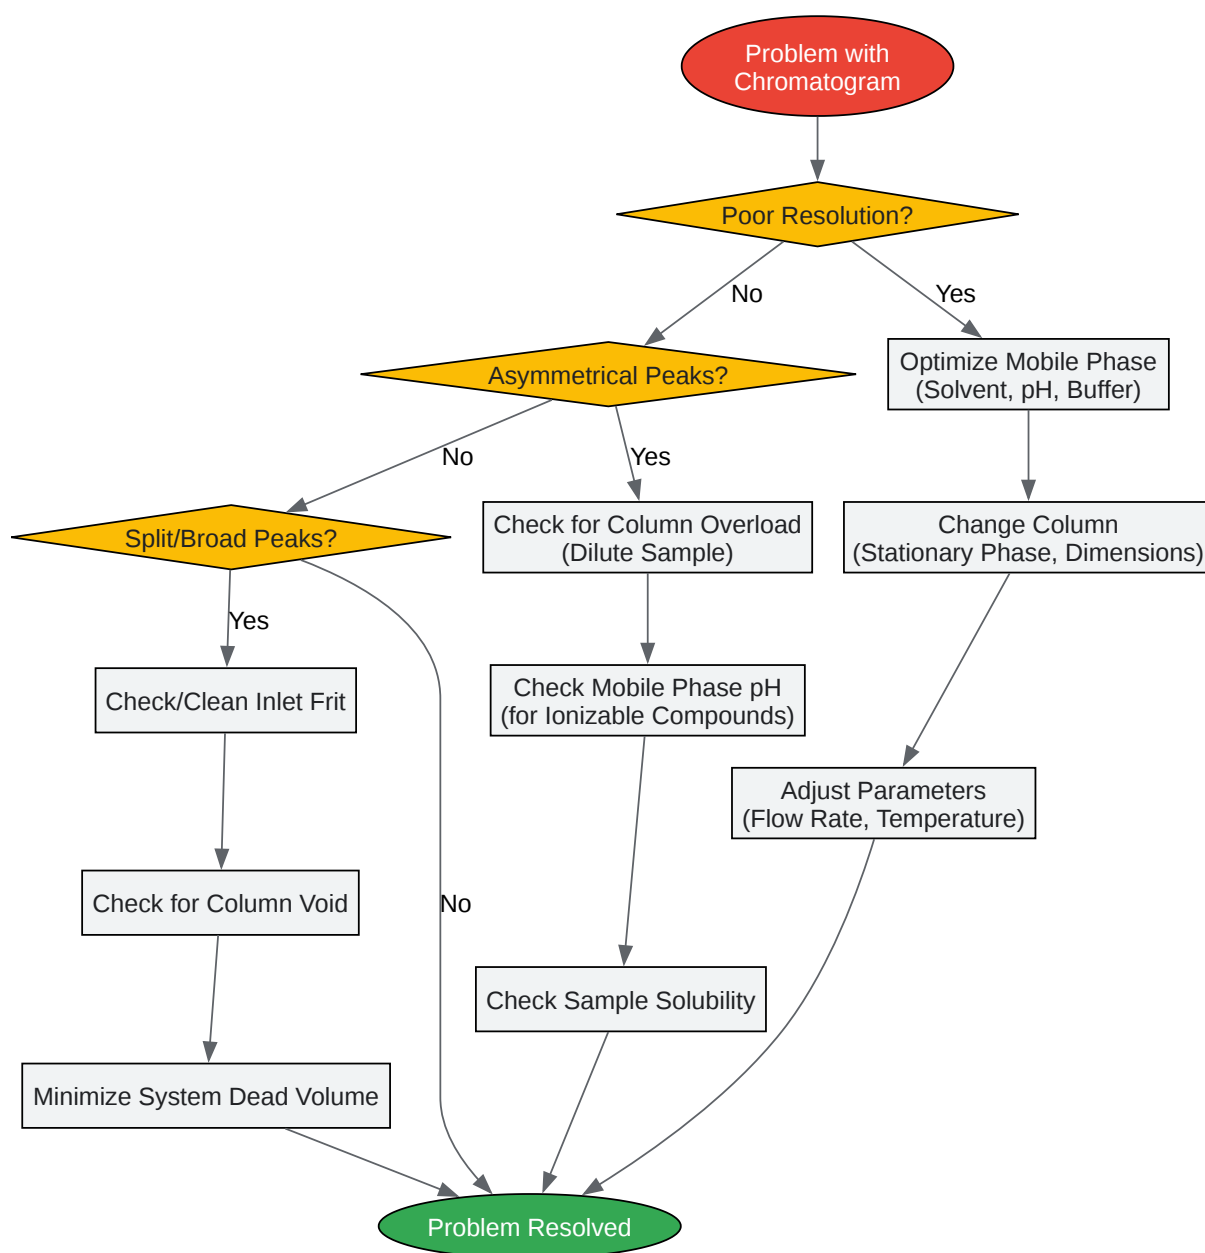 Problem with
Chromatogram
Poor Resolution?
No
Yes
Asymmetrical Peaks?
Optimize Mobile Phase
(Solvent, pH, Buffer)
No
Yes
Split/Broad Peaks?
Check for Column Overload
(Dilute Sample)
Change Column
(Stationary Phase, Dimensions)
Yes
Check/Clean Inlet Frit
Check Mobile Phase pH
(for Ionizable Compounds)
Adjust Parameters
(Flow Rate, Temperature)
Check for Column Void
No
Check Sample Solubility
Minimize System Dead Volume
Problem Resolved